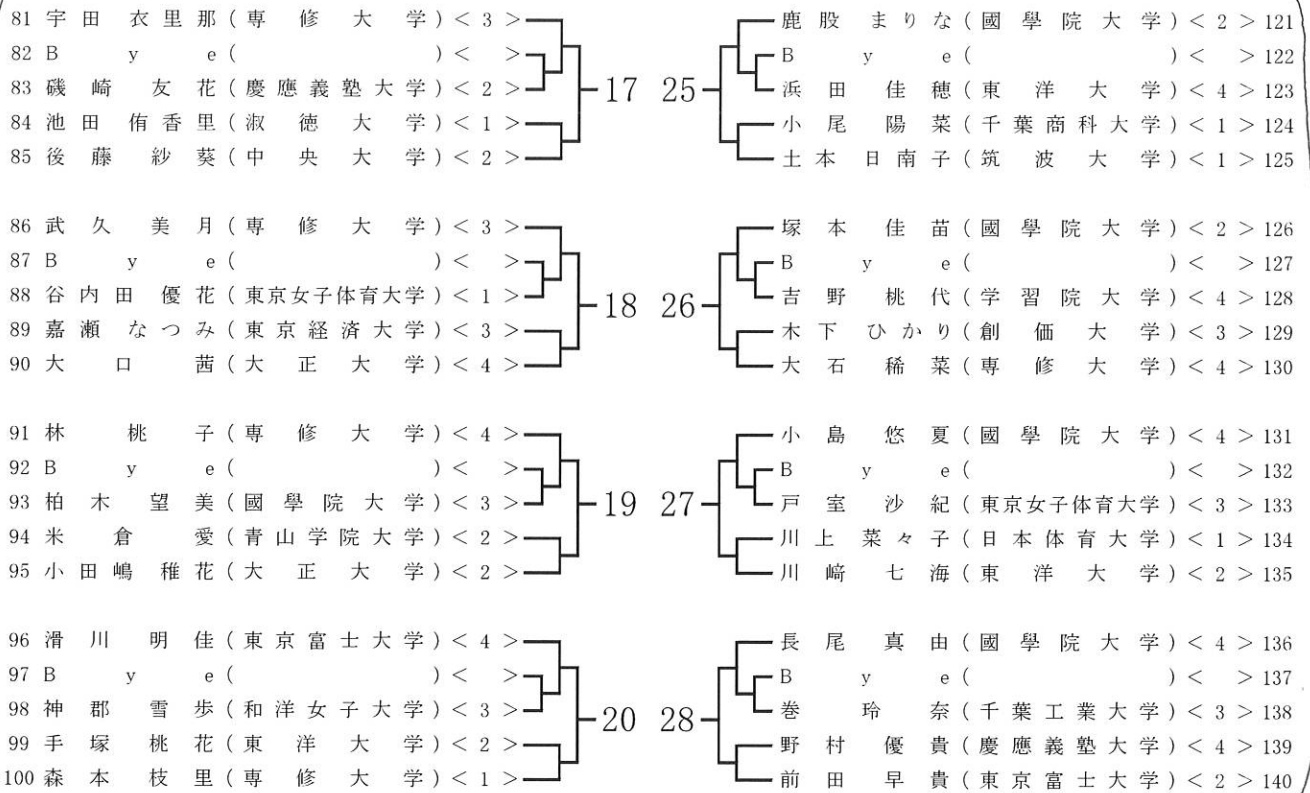 81 宇田 衣里那 (専修大学) < 3 >
82 Bye ( ) < >
83 磯崎 友花 (慶應義塾大学) < 2 >
84 池田 侑香里 (淑徳大学) < 1 >
85 後藤 紗葵 (中央大学) < 2 >
17
86 武久 美月 (専修大学) < 3 >
87 Bye ( ) < >
88 谷内田 優花 (東京女子体育大学) < 1 >
89 嘉瀬 なつみ (東京経済大学) < 3 >
90 大口 茜 (大正大学) < 4 >
18
91 林 桃子 (専修大学) < 4 >
92 Bye ( ) < >
93 柏木 望美 (國學院大学) < 3 >
94 米倉 愛 (青山学院大学) < 2 >
95 小田嶋 稚花 (大正大学) < 2 >
19
96 滑川 明佳 (東京富士大学) < 4 >
97 Bye ( ) < >
98 神郡 雪歩 (和洋女子大学) < 3 >
99 手塚 桃花 (東洋大学) < 2 >
100 森本 枝里 (専修大学) < 1 >
20
25
鹿股 まりな (國學院大学) < 2 > 121
Bye ( ) < > 122
浜田 佳穂 (東洋大学) < 4 > 123
小尾 陽菜 (千葉商科大学) < 1 > 124
土本 日南子 (筑波大学) < 1 > 125
26
塚本 佳苗 (國學院大学) < 2 > 126
Bye ( ) < > 127
吉野 桃代 (学習院大学) < 4 > 128
木下 ひかり (創価大学) < 3 > 129
大石 稀菜 (専修大学) < 4 > 130
27
小島 悠夏 (國學院大学) < 4 > 131
Bye ( ) < > 132
戸室 沙紀 (東京女子体育大学) < 3 > 133
川上 菜々子 (日本体育大学) < 1 > 134
川﨑 七海 (東洋大学) < 2 > 135
28
長尾 真由 (國學院大学) < 4 > 136
Bye ( ) < > 137
巻 玲奈 (千葉工業大学) < 3 > 138
野村 優貴 (慶應義塾大学) < 4 > 139
前田 早貴 (東京富士大学) < 2 > 140